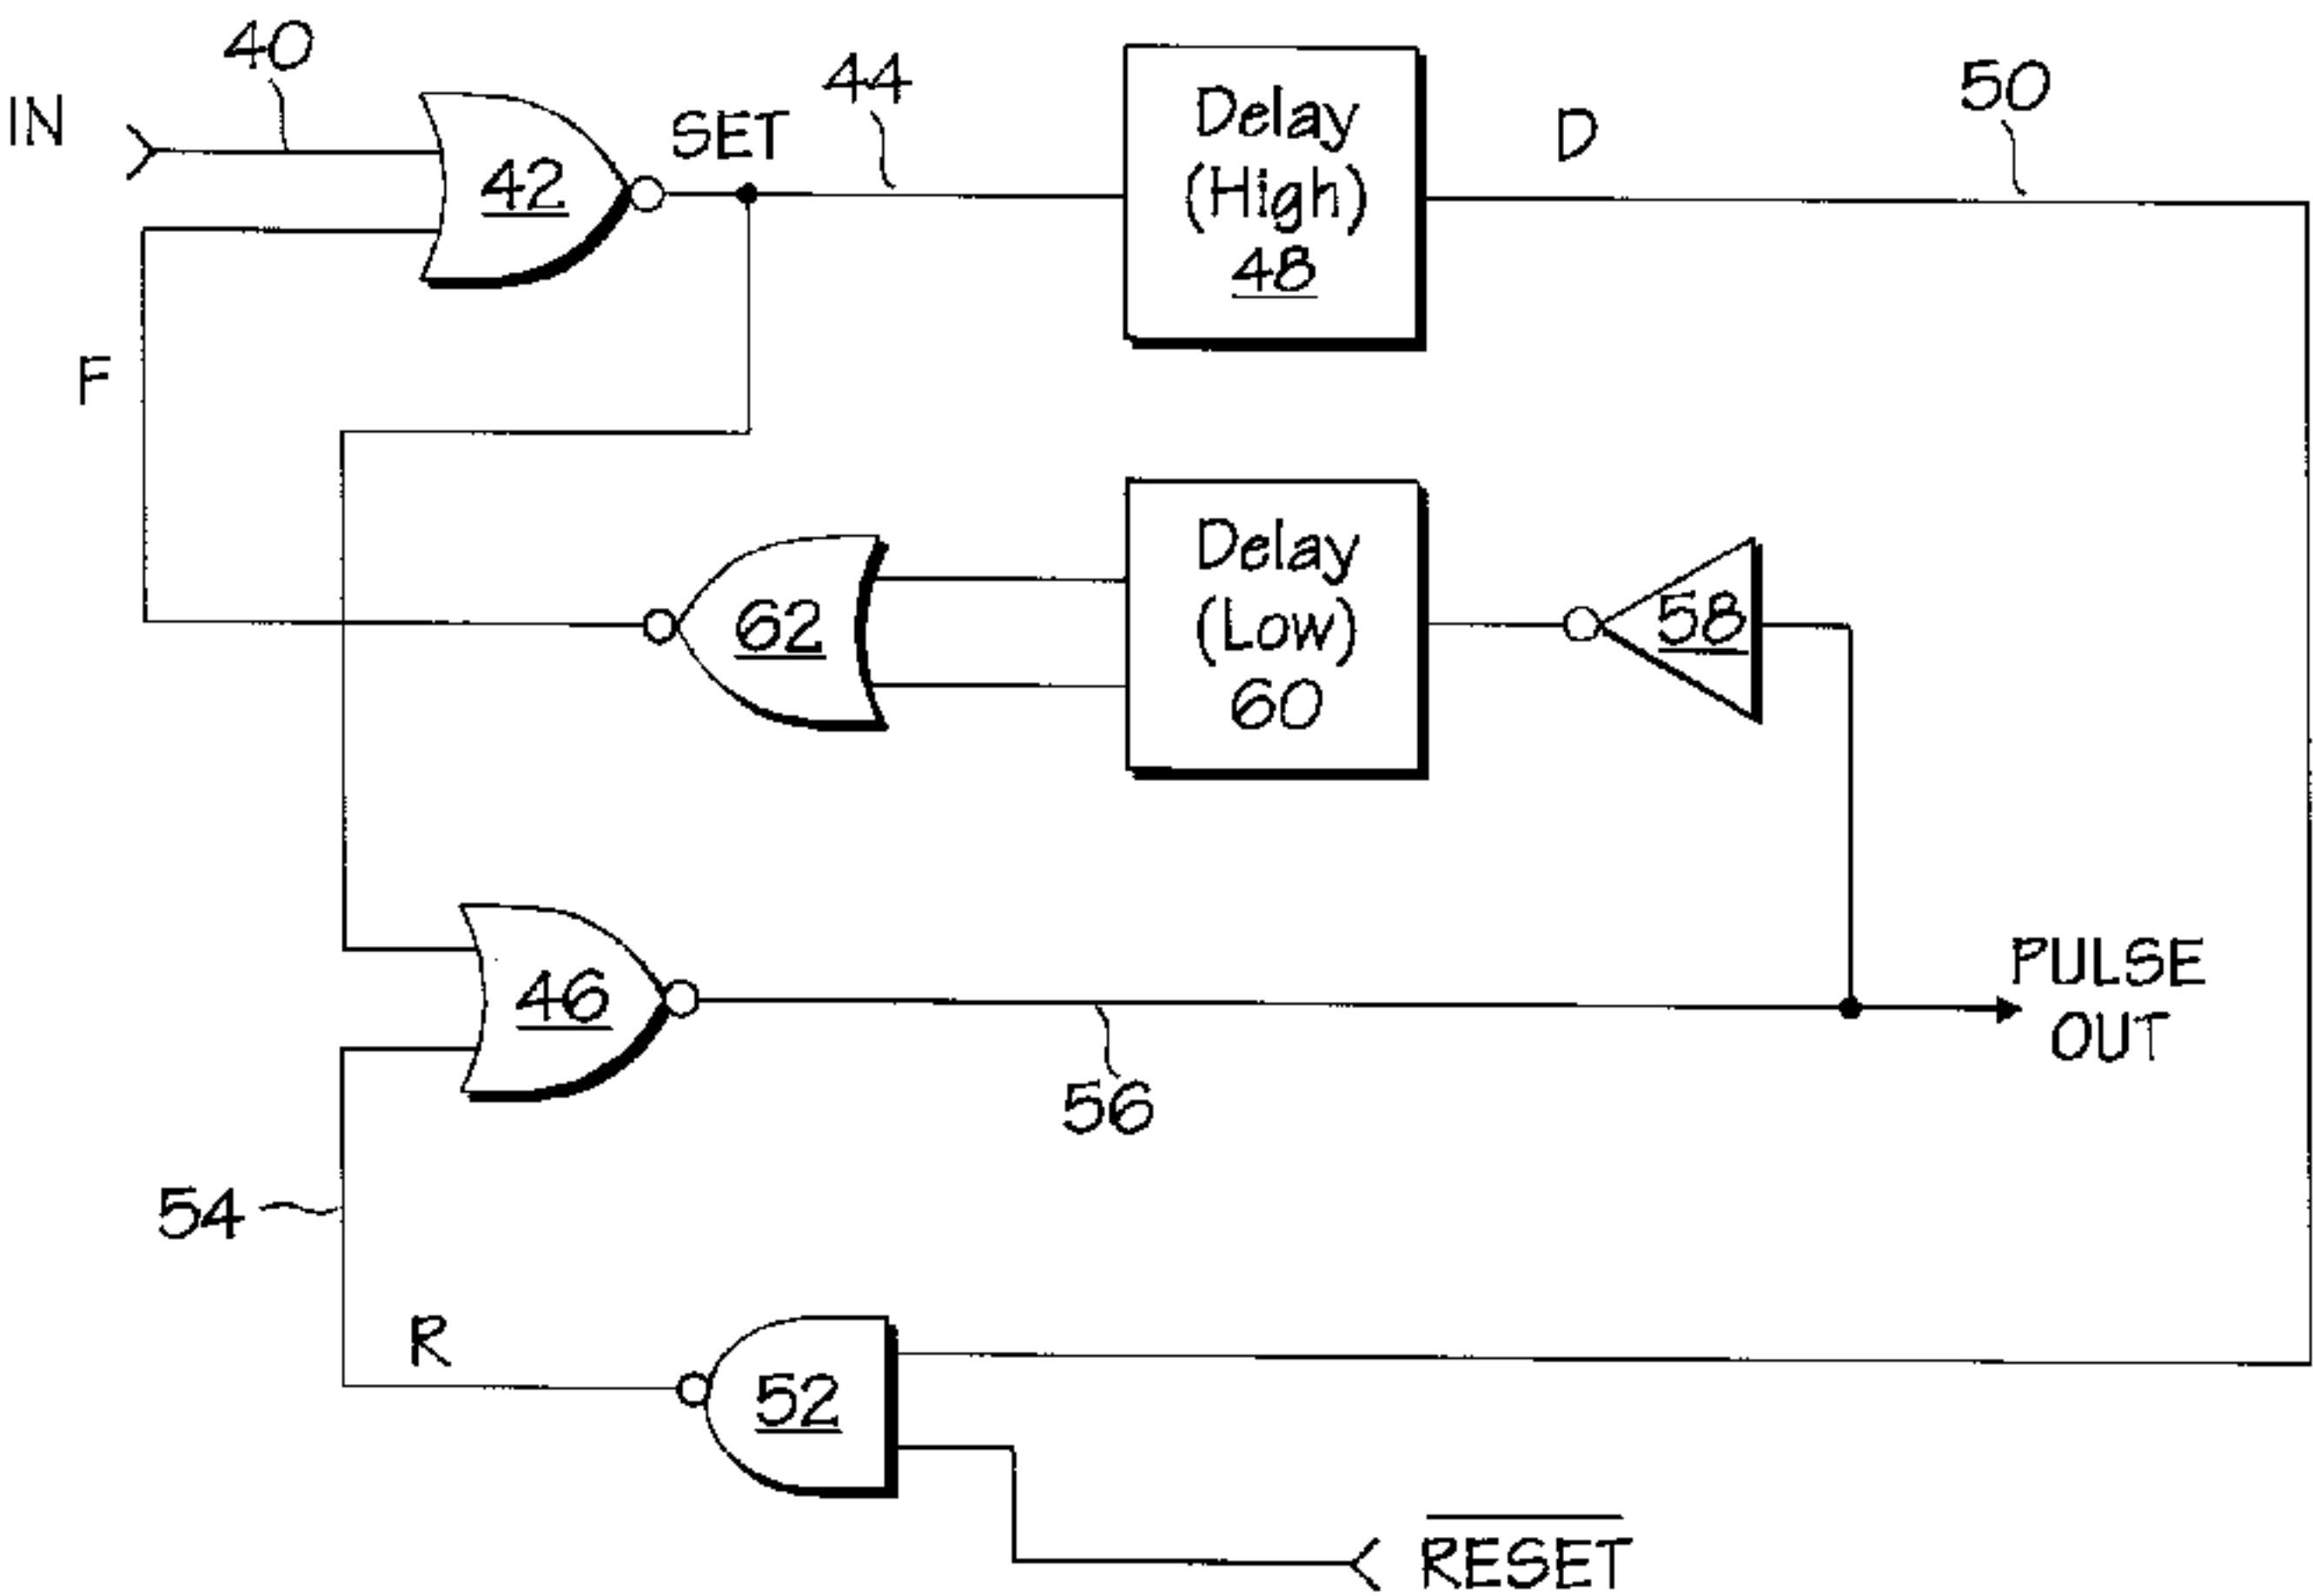 40
IN
42
SET
44
Delay
(High)
48
D
50
F
62
Delay
(Low)
60
58
46
56
PULSE
OUT
54
R
52
RESET